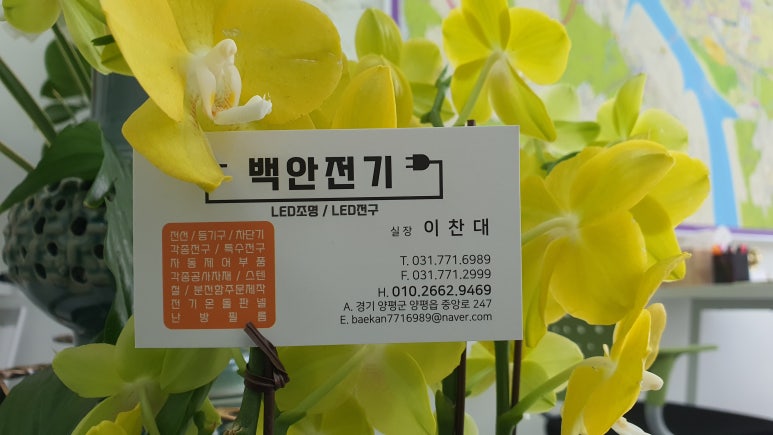 백안전기
LED조명 / LED전구
실장 이찬대
전선 / 등기구 / 차단기
각종전구 / 특수전구
자동제어부품
각종공사자재 / 스텐
철 / 분전함주문제작
전기온돌판넬
난방필름
T. 031.771.6989
F. 031.771.2999
H. 010.2662.9469
A. 경기 양평군 양평읍 중앙로 247
E. baekan7716989@naver.com